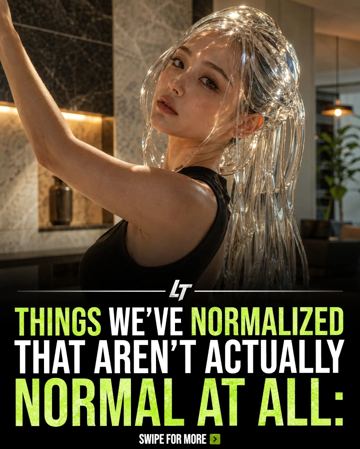 LT
THINGS WE'VE NORMALIZED
THAT AREN'T ACTUALLY
NORMAL AT ALL:
SWIPE FOR MORE